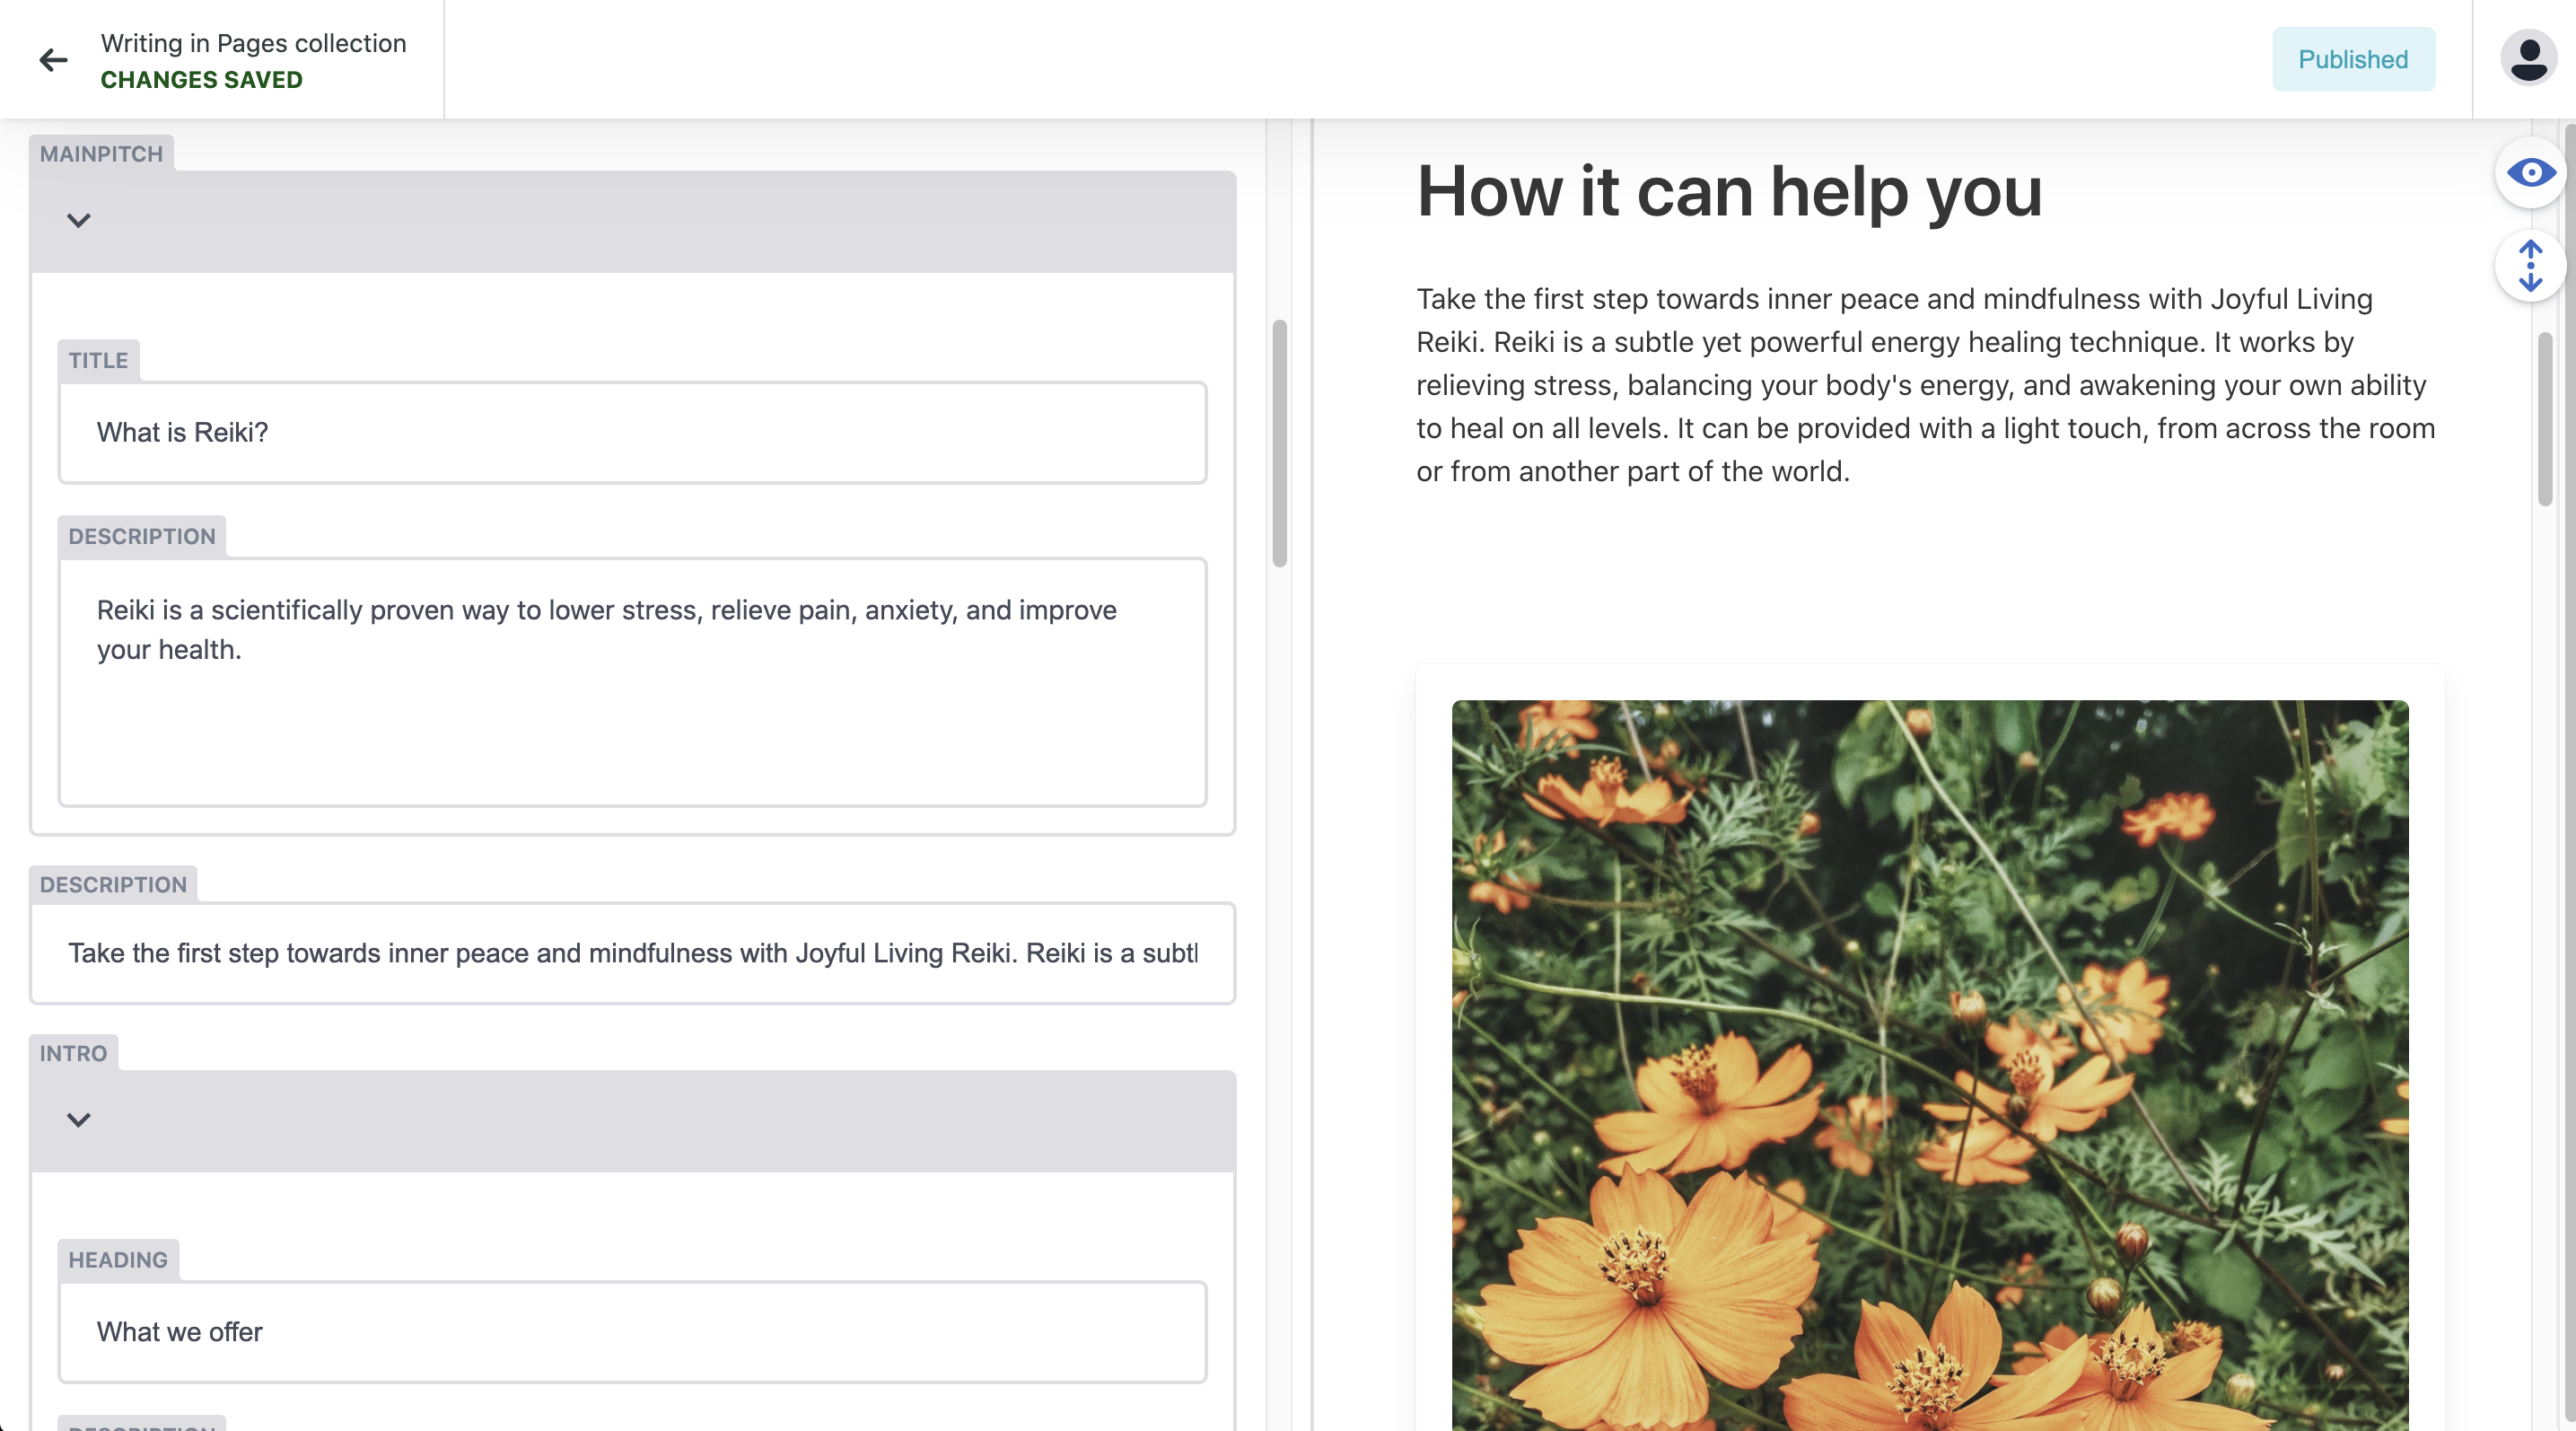 Writing in Pages collection
CHANGES SAVED
Published
MAINPITCH
TITLE
What is Reiki?
DESCRIPTION
Reiki is a scientifically proven way to lower stress, relieve pain, anxiety, and improve
your health.
DESCRIPTION
Take the first step towards inner peace and mindfulness with Joyful Living Reiki. Reiki is a subtl
INTRO
HEADING
What we offer
DESCRIPTION
How it can help you
Take the first step towards inner peace and mindfulness with Joyful Living
Reiki. Reiki is a subtle yet powerful energy healing technique. It works by
relieving stress, balancing your body's energy, and awakening your own ability
to heal on all levels. It can be provided with a light touch, from across the room
or from another part of the world.